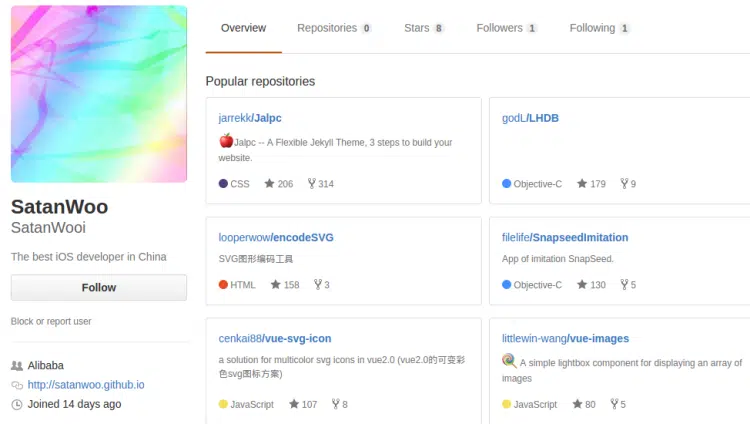 Overview Repositories 0 Stars 8 Followers 1 Following 1
SatanWoo
SatanWooi
The best iOS developer in China
Follow
Block or report user
Alibaba
http://satanwoo.github.io
Joined 14 days ago
Popular repositories
jarrekk/Jalpc
Jalpc -- A Flexible Jekyll Theme, 3 steps to build your
website.
CSS 206 314
godL/LHDB
Objective-C 179 9
looperwow/encodeSVG
SVG图形编码工具
HTML 158 3
filelife/SnapseedImitation
App of imitation SnapSeed.
Objective-C 130 5
cenkai88/vue-svg-icon
a solution for multicolor svg icons in vue2.0 (vue2.0的可变彩
色svg图标方案)
JavaScript 107 8
littlewin-wang/vue-images
A simple lightbox component for displaying an array of
images
JavaScript 80 5